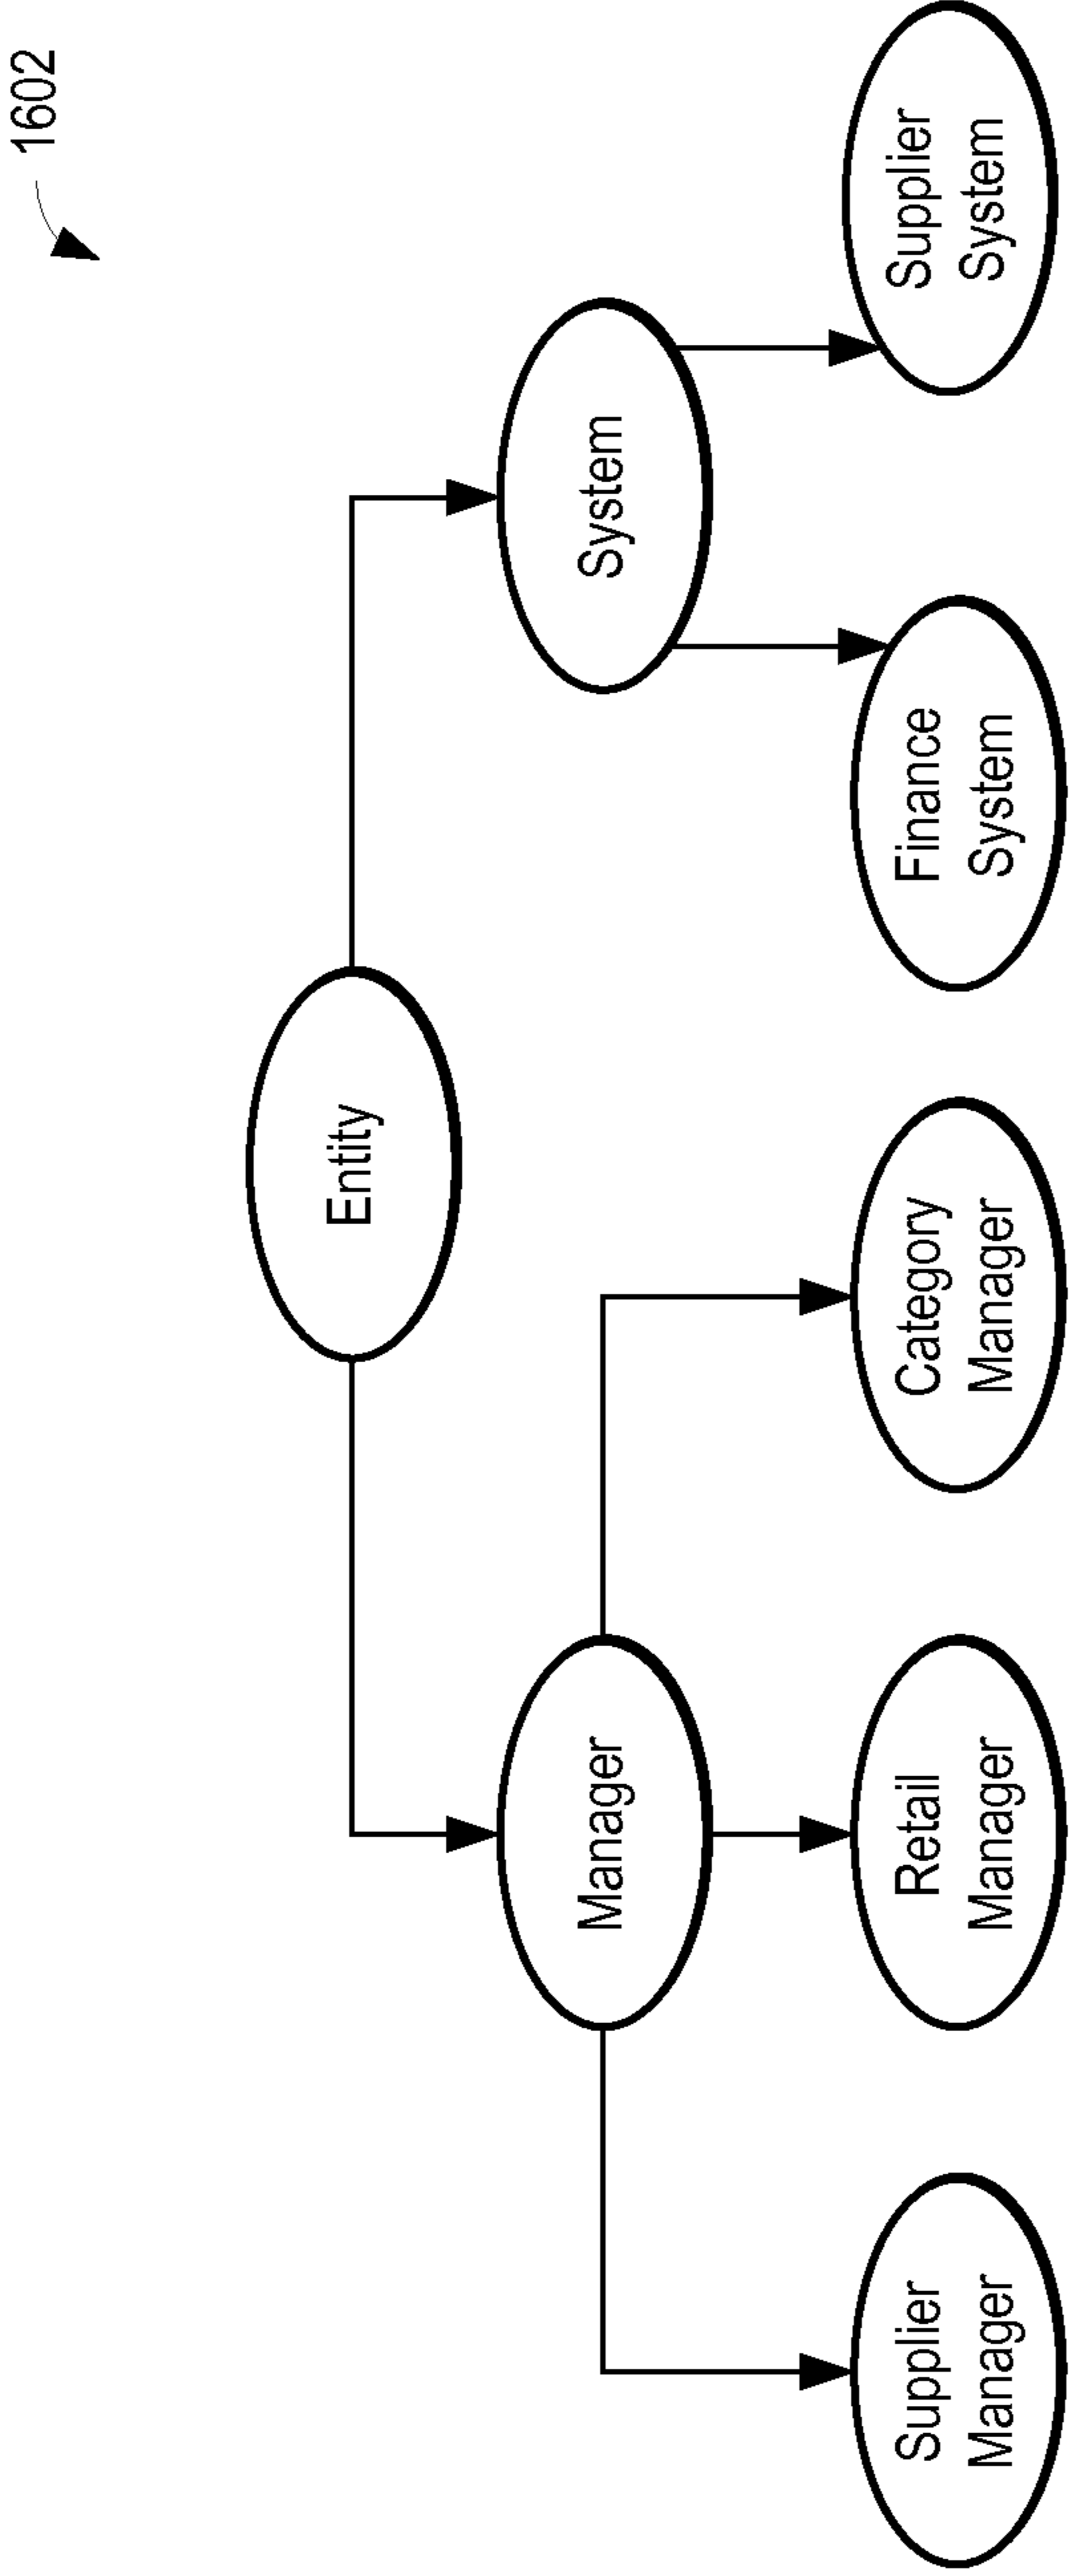 1602
Entity
Manager
System
Supplier
Manager
Retail
Manager
Category
Manager
Finance
System
Supplier
System